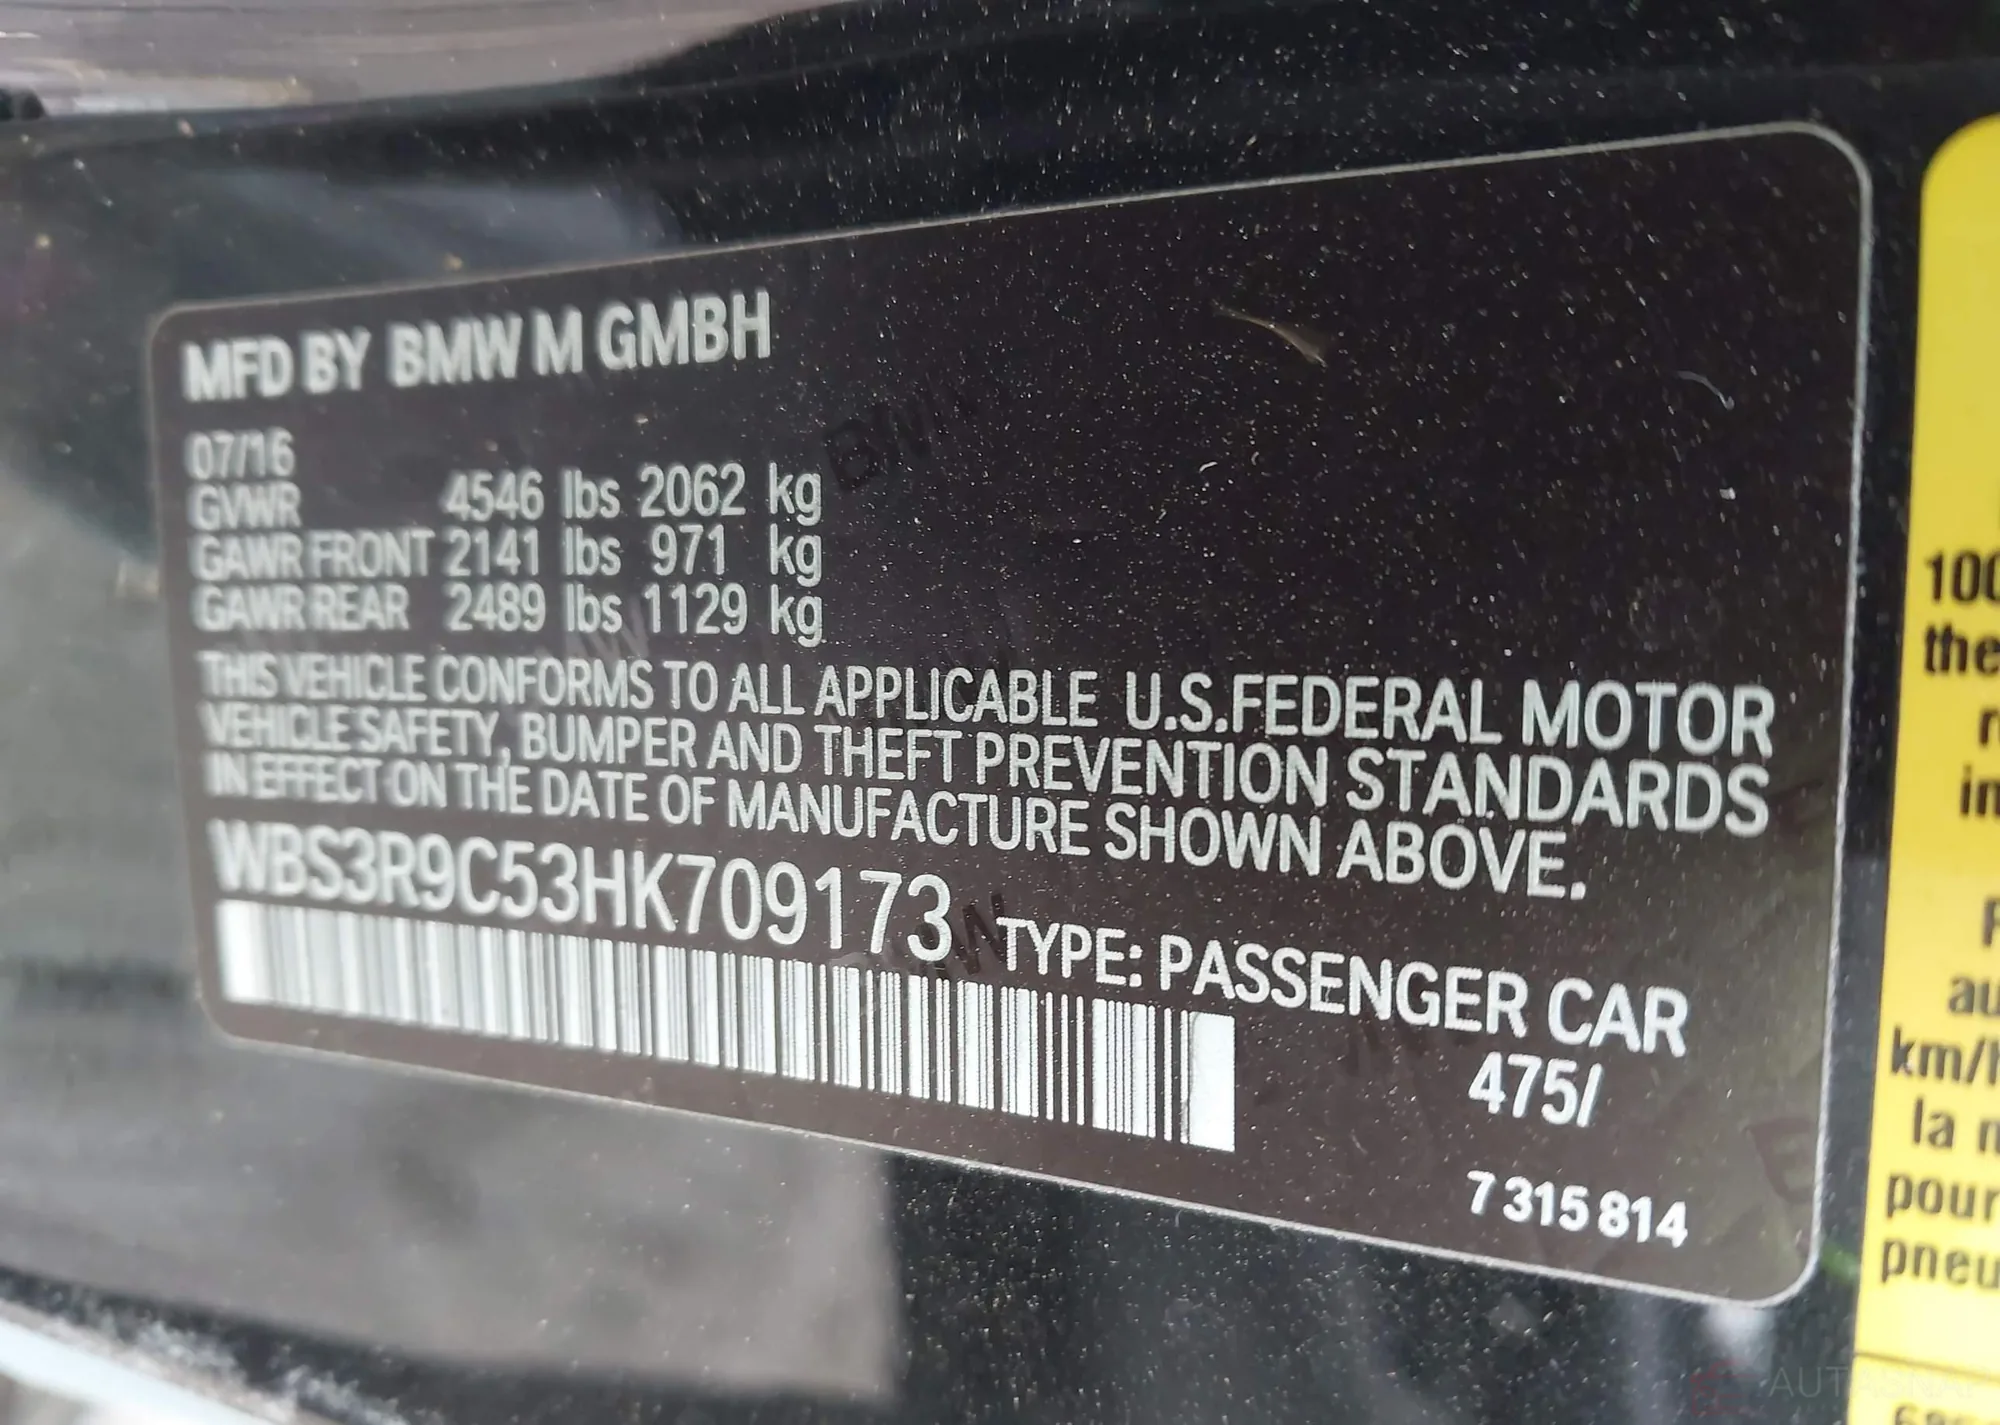 MFD BY BMW M GMBH
07/16
GVWR 4546 lbs 2062 kg
GAWR FRONT 2141 lbs 971 kg
GAWR REAR 2489 lbs 1129 kg
THIS VEHICLE CONFORMS TO ALL APPLICABLE U.S.FEDERAL MOTOR
VEHICLE SAFETY, BUMPER AND THEFT PREVENTION STANDARDS
IN EFFECT ON THE DATE OF MANUFACTURE SHOWN ABOVE.
WBS3R9C53HK709173 TYPE: PASSENGER CAR
475/
7 315 814
100
the
in
au
km/h
la
pour
pneu